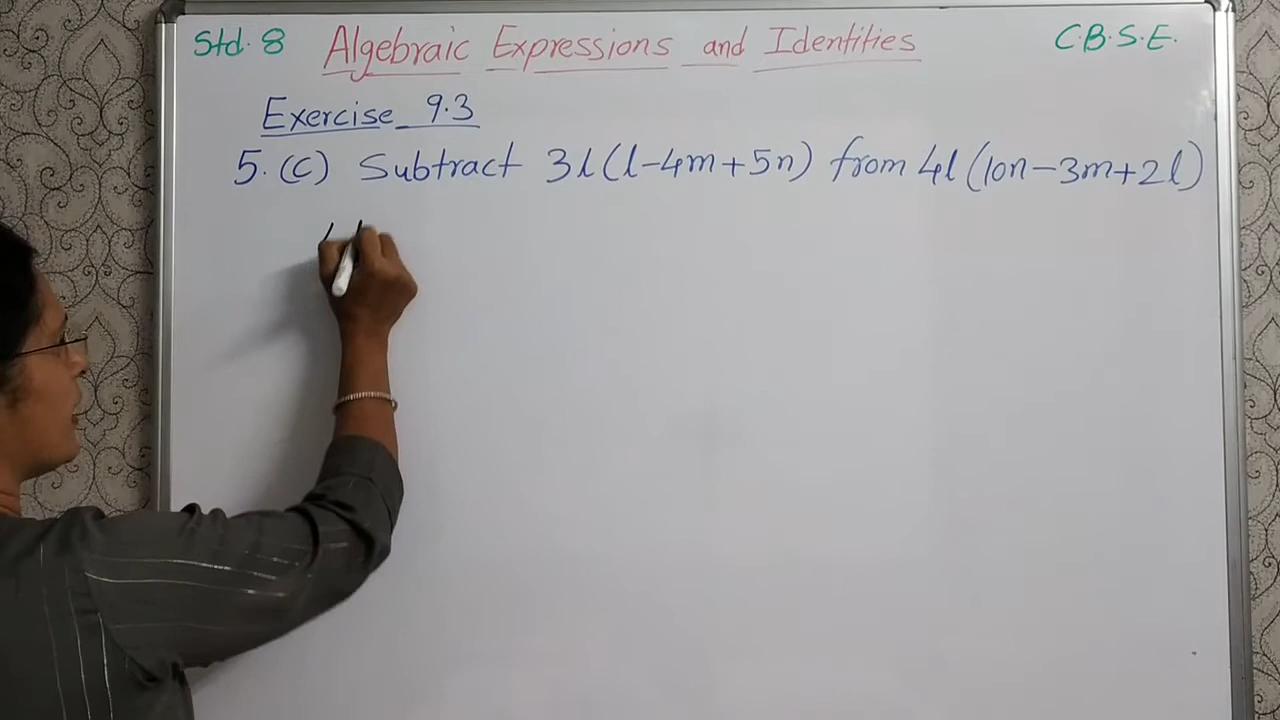 Std. 8 Algebraic Expressions and Identities C.B.S.E.
Exercise 9.3
5. (c) Subtract 3l(l-4m+5n) from 4l(10n-3m+2l)